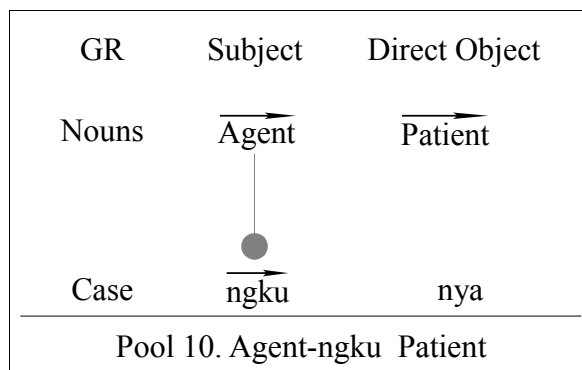 GR Subject Direct Object
Nouns Agent Patient
Case ngku nya
Pool 10. Agent-ngku Patient